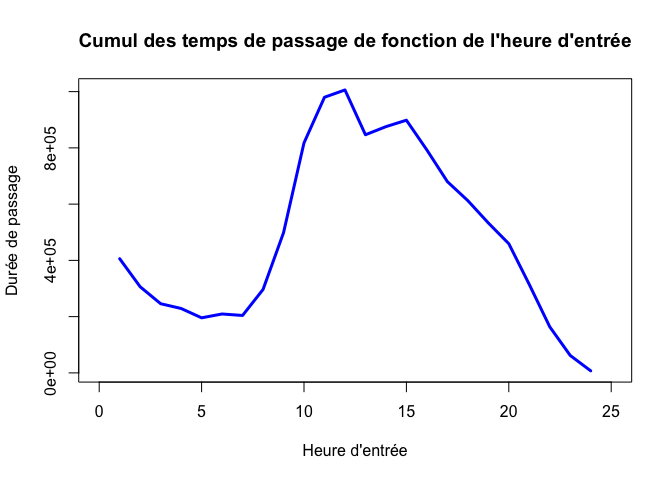 Cumul des temps de passage de fonction de l'heure d'entrée
Durée de passage
8e+05
4e+05
0e+00
0 5 10 15 20 25
Heure d'entrée